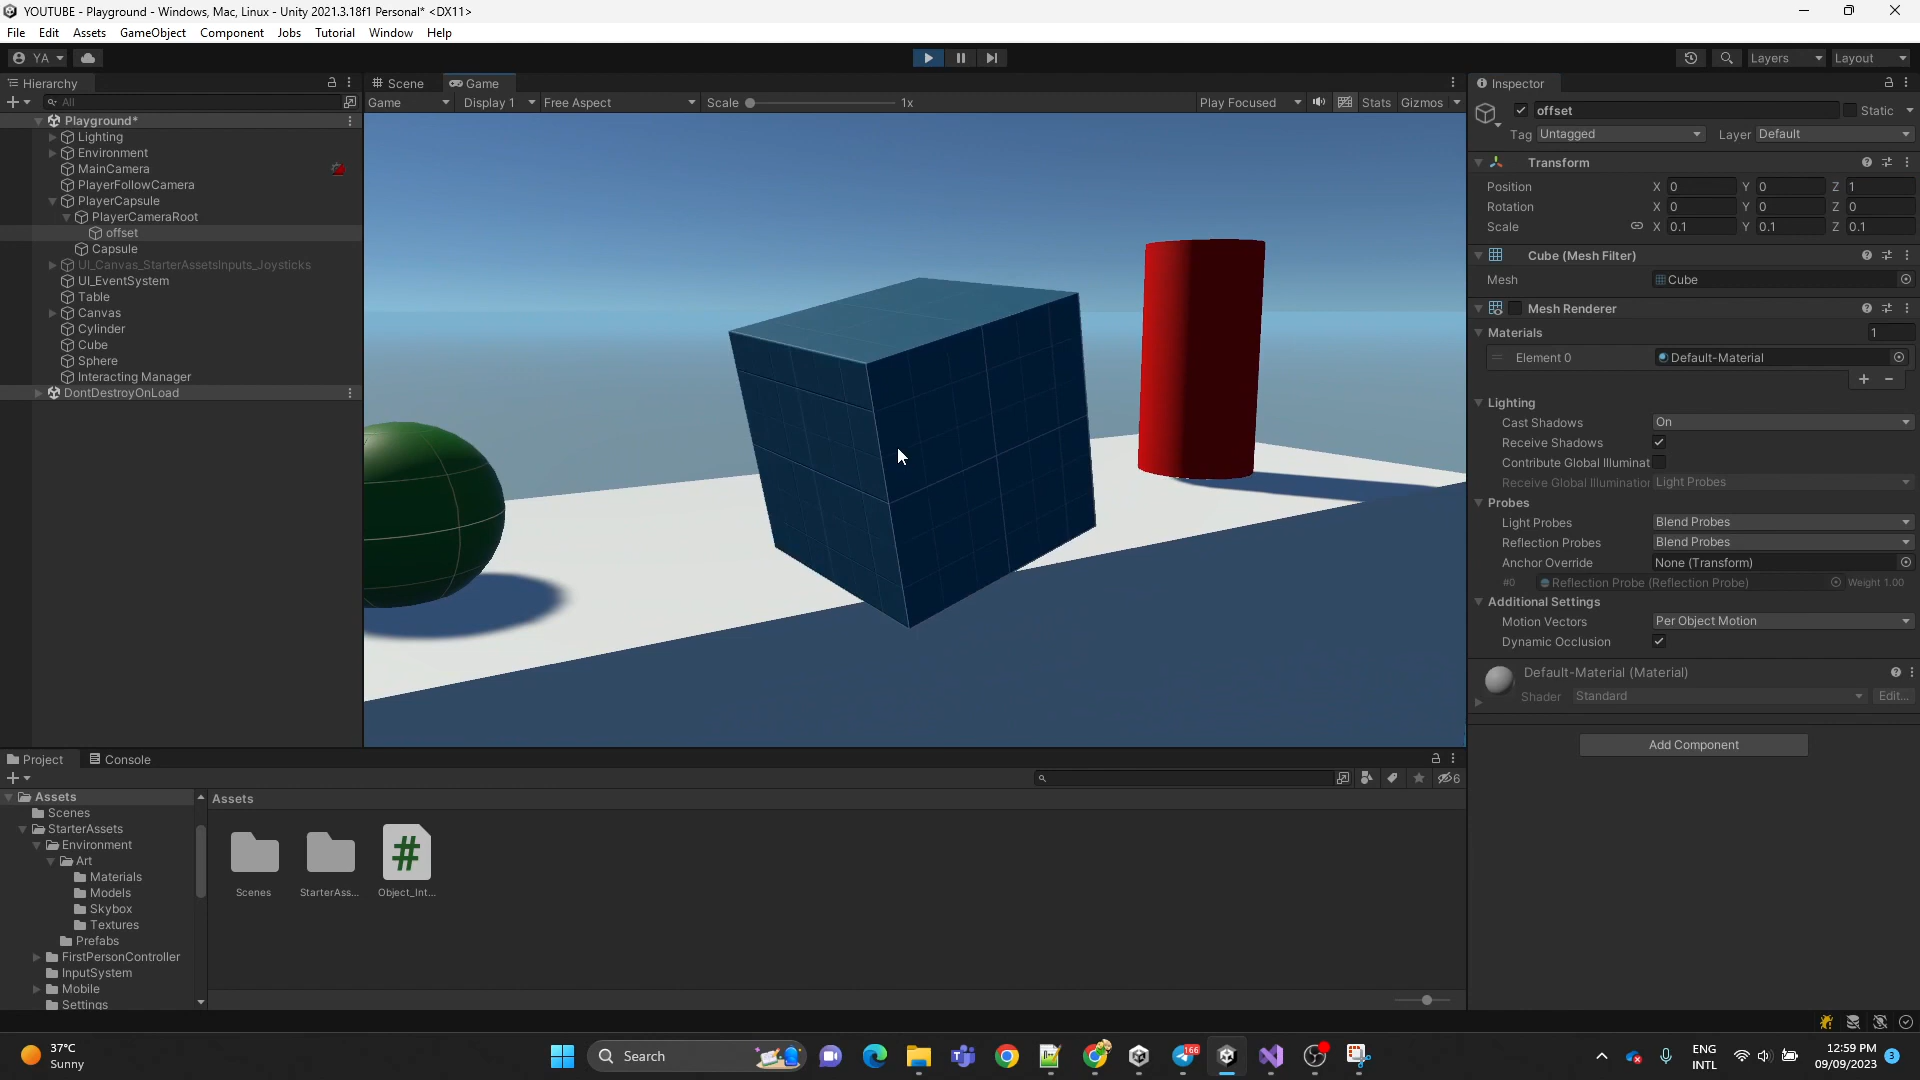 YOUTUBE - Playground - Windows, Mac, Linux - Unity 2021.3.18f1 Personal* <DX11>
File Edit Assets GameObject Component Jobs Tutorial Window Help
YA
Layers
Layout
Hierarchy
All
Playground*
Lighting
Environment
MainCamera
PlayerFollowCamera
PlayerCapsule
PlayerCameraRoot
offset
Capsule
UI_Canvas_StarterAssetsInputs_Joysticks
UI_EventSystem
Table
Canvas
Cylinder
Cube
Sphere
Interacting Manager
DontDestroyOnLoad
Scene Game
Game Display 1 Free Aspect Scale 1x Play Focused Stats Gizmos
Inspector
offset Static
Tag Untagged Layer Default
Transform
Position X 0 Y 0 Z 1
Rotation X 0 Y 0 Z 0
Scale X 0.1 Y 0.1 Z 0.1
Cube (Mesh Filter)
Mesh Cube
Mesh Renderer
Materials 1
Element 0 Default-Material
Lighting
Cast Shadows On
Receive Shadows
Contribute Global Illuminat
Receive Global Illumination Light Probes
Probes
Light Probes Blend Probes
Reflection Probes Blend Probes
Anchor Override None (Transform)
#0 Reflection Probe (Reflection Probe) Weight 1.00
Additional Settings
Motion Vectors Per Object Motion
Dynamic Occlusion
Default-Material (Material)
Shader Standard Edit...
Add Component
Project Console
6
Assets
Scenes
StarterAssets
Environment
Art
Materials
Models
Skybox
Textures
Prefabs
FirstPersonController
InputSystem
Mobile
Settings
Assets
Scenes StarterAss... Object_Int...
37°C
Sunny
Search
166
ENG
INTL
12:59 PM
09/09/2023
3